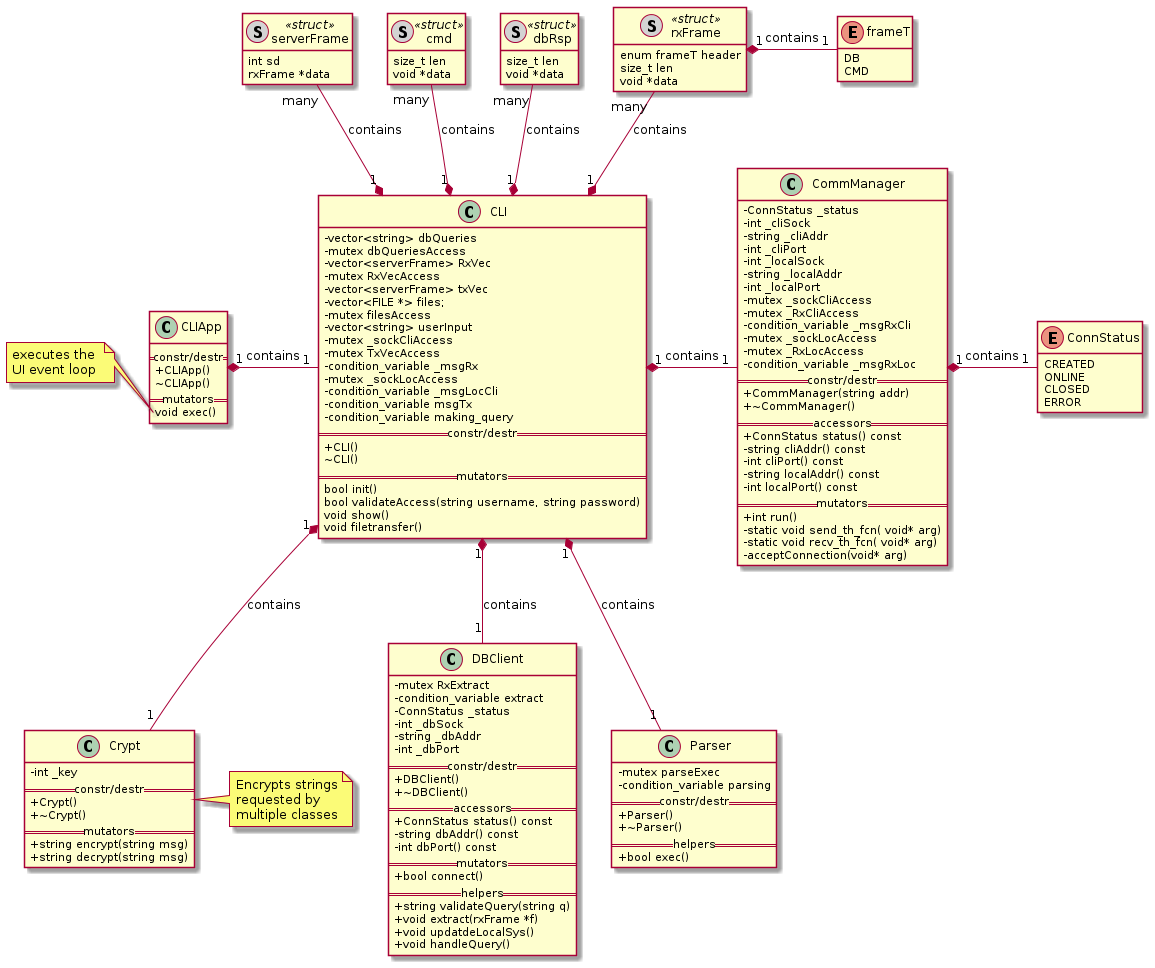 S «struct» serverFrame
int sd
rxFrame *data
S «struct» cmd
size_t len
void *data
S «struct» dbRsp
size_t len
void *data
S «struct» rxFrame
enum frameT header
size_t len
void *data
1 contains 1
E frameT
DB
CMD
many
many
many
many
contains
contains
contains
contains
1
1
1
1
C CLI
-vector<string> dbQueries
-mutex dbQueriesAccess
-vector<serverFrame> RxVec
-mutex RxVecAccess
-vector<serverFrame> txVec
-vector<FILE *> files;
-mutex filesAccess
-vector<string> userInput
-mutex _sockCliAccess
-mutex TxVecAccess
-condition_variable _msgRx
-mutex _sockLocAccess
-condition_variable _msgLocCli
-condition_variable msgTx
-condition_variable making_query
constr/destr
+CLI()
~CLI()
mutators
bool init()
bool validateAccess(string username, string password)
void show()
void filetransfer()
executes the
UI event loop
C CLIApp
constr/destr
+CLIApp()
~CLIApp()
mutators
void exec()
1 contains 1
1 contains 1
C CommManager
-ConnStatus _status
-int _cliSock
-string _cliAddr
-int _cliPort
-int _localSock
-string _localAddr
-int _localPort
-mutex _sockCliAccess
-mutex _RxCliAccess
-condition_variable _msgRxCli
-mutex _sockLocAccess
-mutex _RxLocAccess
-condition_variable _msgRxLoc
constr/destr
+CommManager(string addr)
+~CommManager()
accessors
+ConnStatus status() const
-string cliAddr() const
-int cliPort() const
-string localAddr() const
-int localPort() const
mutators
+int run()
-static void send_th_fcn( void* arg)
-static void recv_th_fcn( void* arg)
-acceptConnection(void* arg)
1 contains 1
E ConnStatus
CREATED
ONLINE
CLOSED
ERROR
1
1
1
contains
contains
contains
1
1
1
C Crypt
-int _key
constr/destr
+Crypt()
+~Crypt()
mutators
+string encrypt(string msg)
+string decrypt(string msg)
Encrypts strings
requested by
multiple classes
C DBClient
-mutex RxExtract
-condition_variable extract
-ConnStatus _status
-int _dbSock
-string _dbAddr
-int _dbPort
constr/destr
+DBClient()
+~DBClient()
accessors
+ConnStatus status() const
-string dbAddr() const
-int dbPort() const
mutators
+bool connect()
helpers
+string validateQuery(string q)
+void extract(rxFrame *f)
+void updatdeLocalSys()
+void handleQuery()
C Parser
-mutex parseExec
-condition_variable parsing
constr/destr
+Parser()
+~Parser()
helpers
+bool exec()